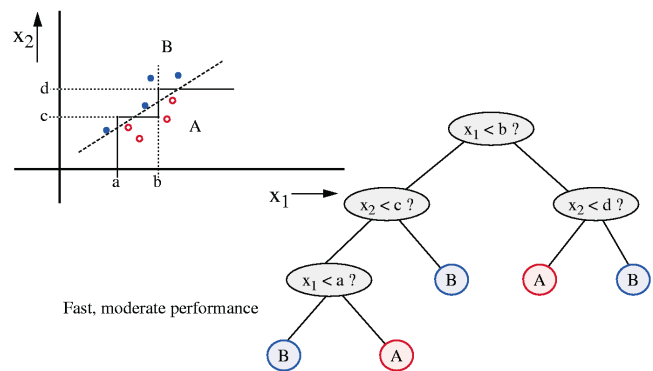 x2
B
d
c
A
a
b
x1
x1 < b ?
x2 < c ?
x2 < d ?
x1 < a ?
B
A
B
Fast, moderate performance
B
A